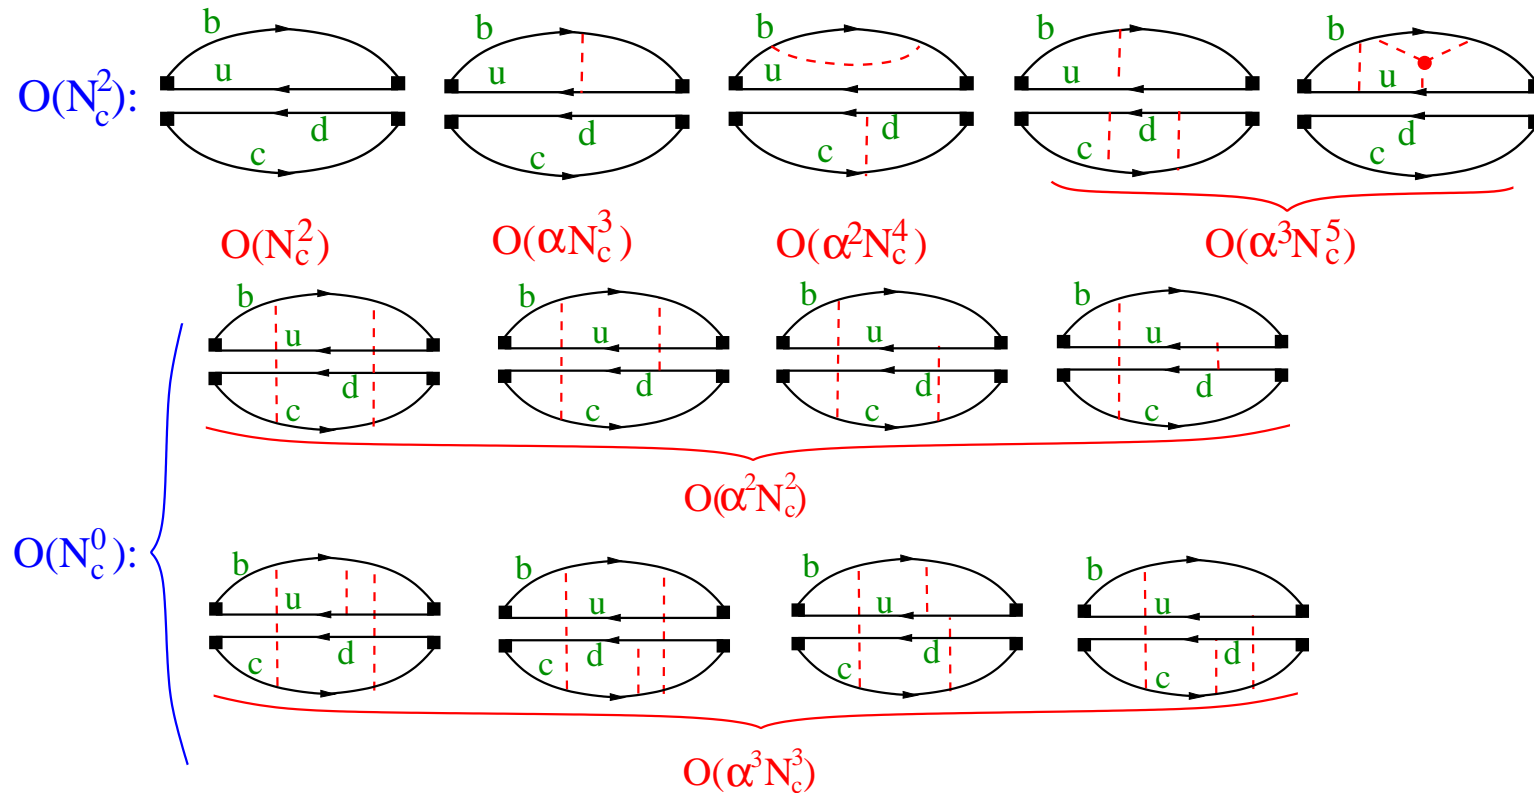 b b b b b
u u u u u
O(N_c^2):
d d d d d
c c c c c
O(N_c^2) O(αN_c^3) O(α^2N_c^4) O(α^3N_c^5)
b b b b
u u u u
d d d d
c c c c
O(α^2N_c^2)
O(N_c^0):
b b b b
u u u u
c d c d c d d c
O(α^3N_c^3)